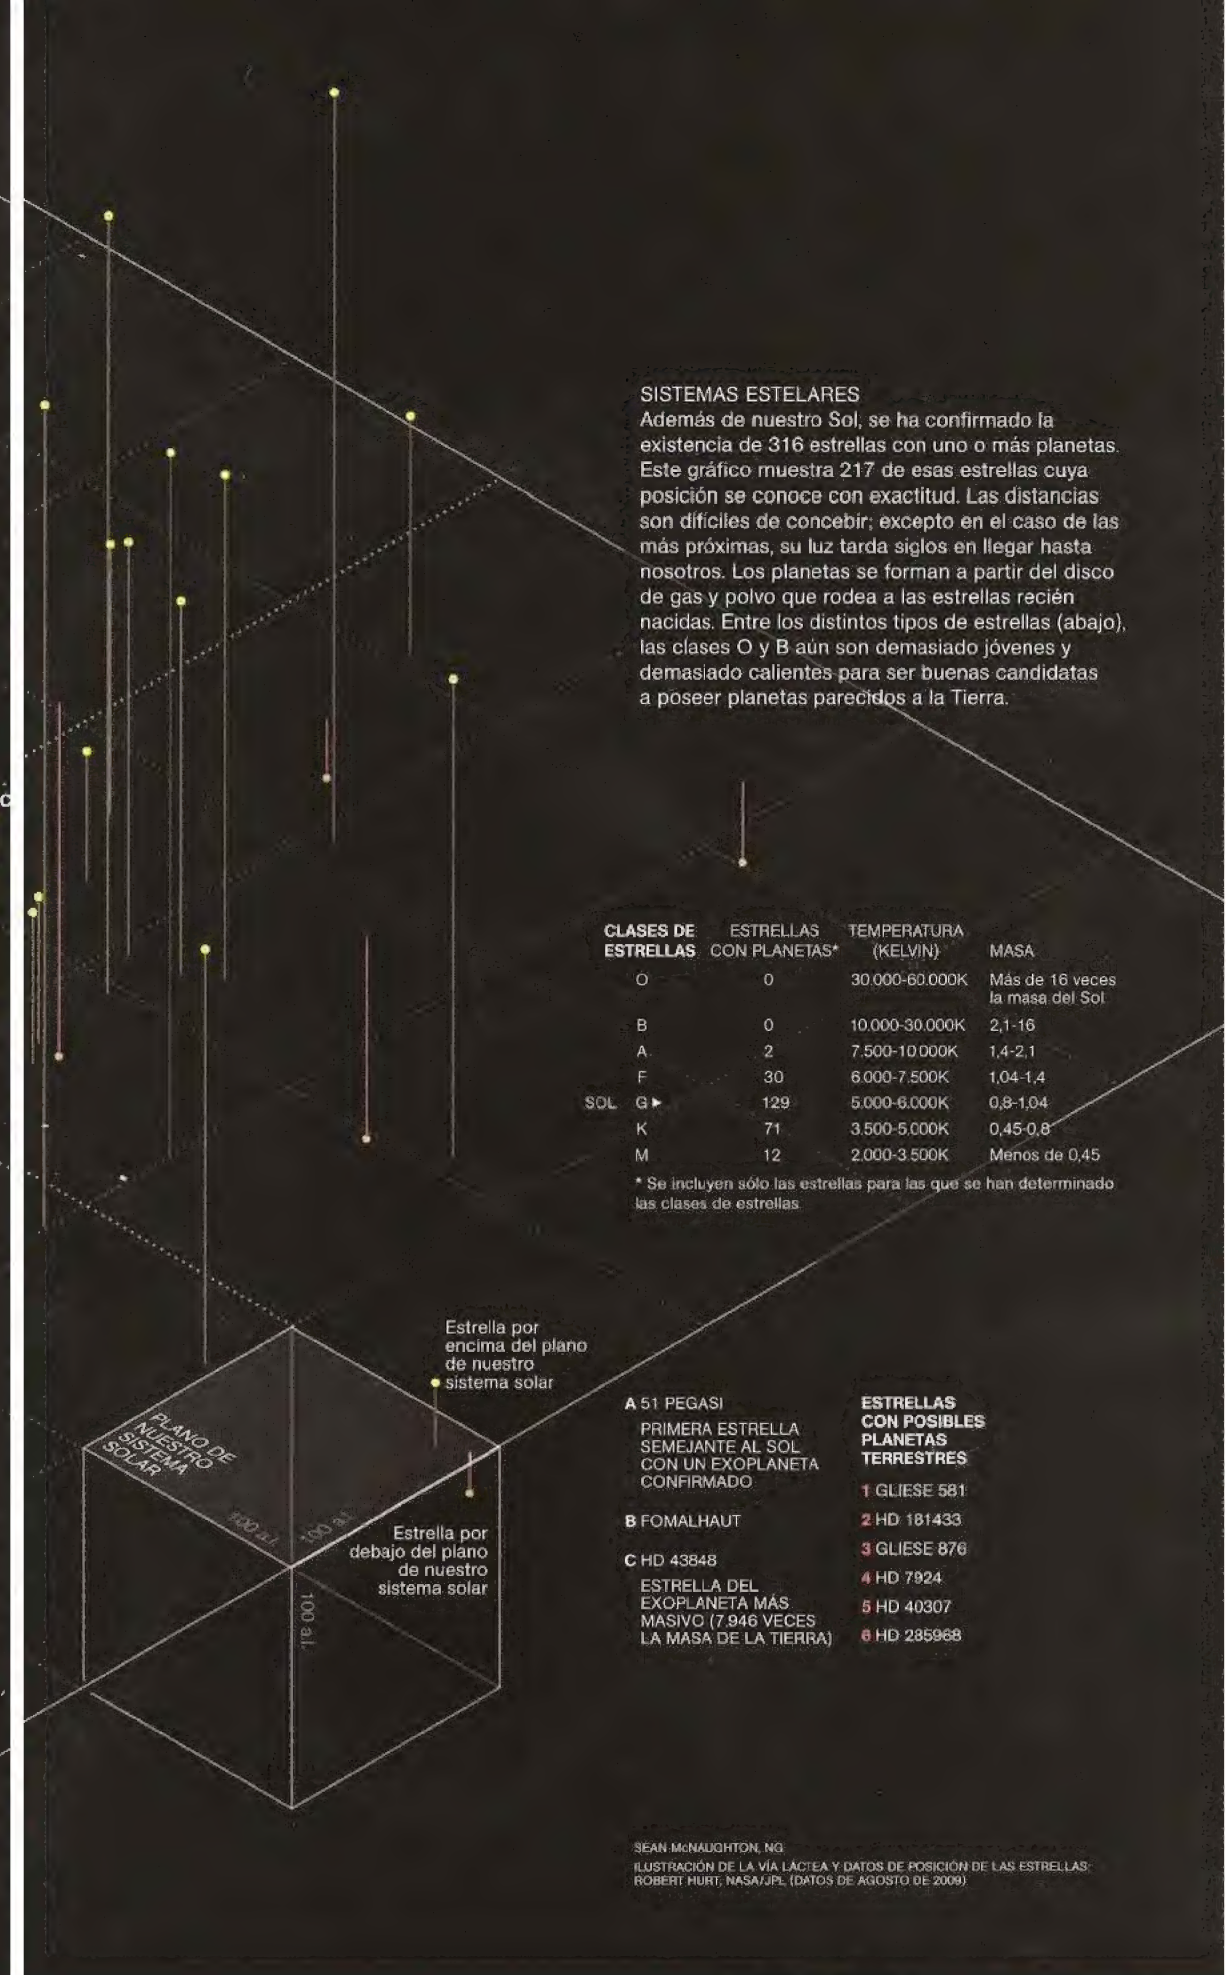 SISTEMAS ESTELARES
Además de nuestro Sol, se ha confirmado la
existencia de 316 estrellas con uno o más planetas.
Este gráfico muestra 217 de esas estrellas cuya
posición se conoce con exactitud. Las distancias
son difíciles de concebir; excepto en el caso de las
más próximas, su luz tarda siglos en llegar hasta
nosotros. Los planetas se forman a partir del disco
de gas y polvo que rodea a las estrellas recién
nacidas. Entre los distintos tipos de estrellas (abajo),
las clases O y B aún son demasiado jóvenes y
demasiado calientes para ser buenas candidatas
a poseer planetas parecidos a la Tierra.
C
CLASES DE ESTRELLAS TEMPERATURA
ESTRELLAS CON PLANETAS* (KELVIN) MASA
O 0 30.000-60.000K Más de 16 veces
la masa del Sol
B 0 10.000-30.000K 2,1-16
A 2 7.500-10.000K 1,4-2,1
F 30 6.000-7.500K 1,04-1,4
SOL G ▶ 129 5.000-6.000K 0,8-1,04
K 71 3.500-5.000K 0,45-0,8
M 12 2.000-3.500K Menos de 0,45
* Se incluyen sólo las estrellas para las que se han determinado
las clases de estrellas.
Estrella por
encima del plano
de nuestro
sistema solar
PLANO DE
NUESTRO
SISTEMA
SOLAR
100 a.l.
100 a.l.
Estrella por
debajo del plano
de nuestro
sistema solar
100 a.l.
A 51 PEGASI
PRIMERA ESTRELLA
SEMEJANTE AL SOL
CON UN EXOPLANETA
CONFIRMADO
B FOMALHAUT
C HD 43848
ESTRELLA DEL
EXOPLANETA MÁS
MASIVO (7.946 VECES
LA MASA DE LA TIERRA)
ESTRELLAS
CON POSIBLES
PLANETAS
TERRESTRES
1 GLIESE 581
2 HD 181433
3 GLIESE 876
4 HD 7924
5 HD 40307
6 HD 285968
SEAN McNAUGHTON, NG
ILUSTRACIÓN DE LA VÍA LÁCTEA Y DATOS DE POSICIÓN DE LAS ESTRELLAS:
ROBERT HURT, NASA/JPL (DATOS DE AGOSTO DE 2009)